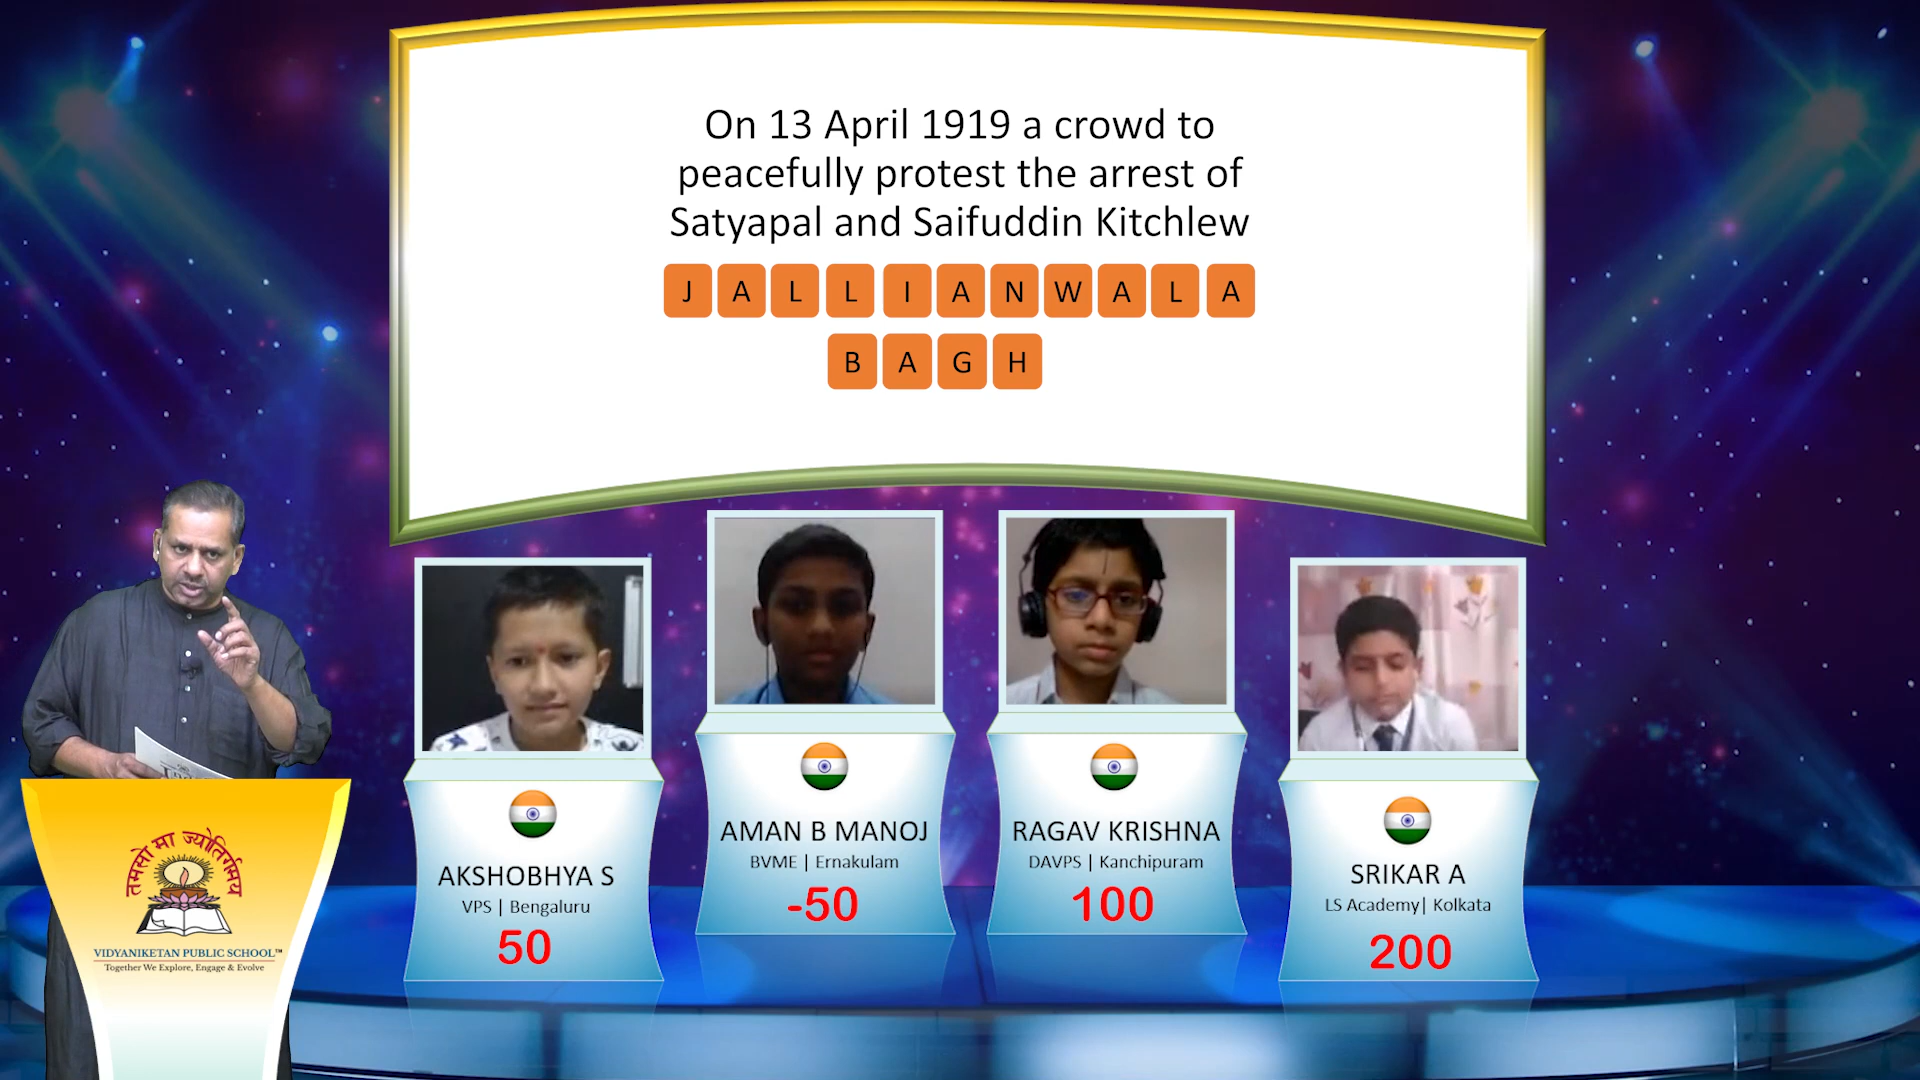 On 13 April 1919 a crowd to
peacefully protest the arrest of
Satyapal and Saifuddin Kitchlew
J A L L I A N W A L A
B A G H
AKSHOBHYA S
VPS | Bengaluru
50
AMAN B MANOJ
BVME | Ernakulam
-50
RAGAV KRISHNA
DAVPS | Kanchipuram
100
SRIKAR A
LS Academy| Kolkata
200
तमसो मा ज्योतिर्गमय
VIDYANIKETAN PUBLIC SCHOOL™
Together We Explore, Engage & Evolve